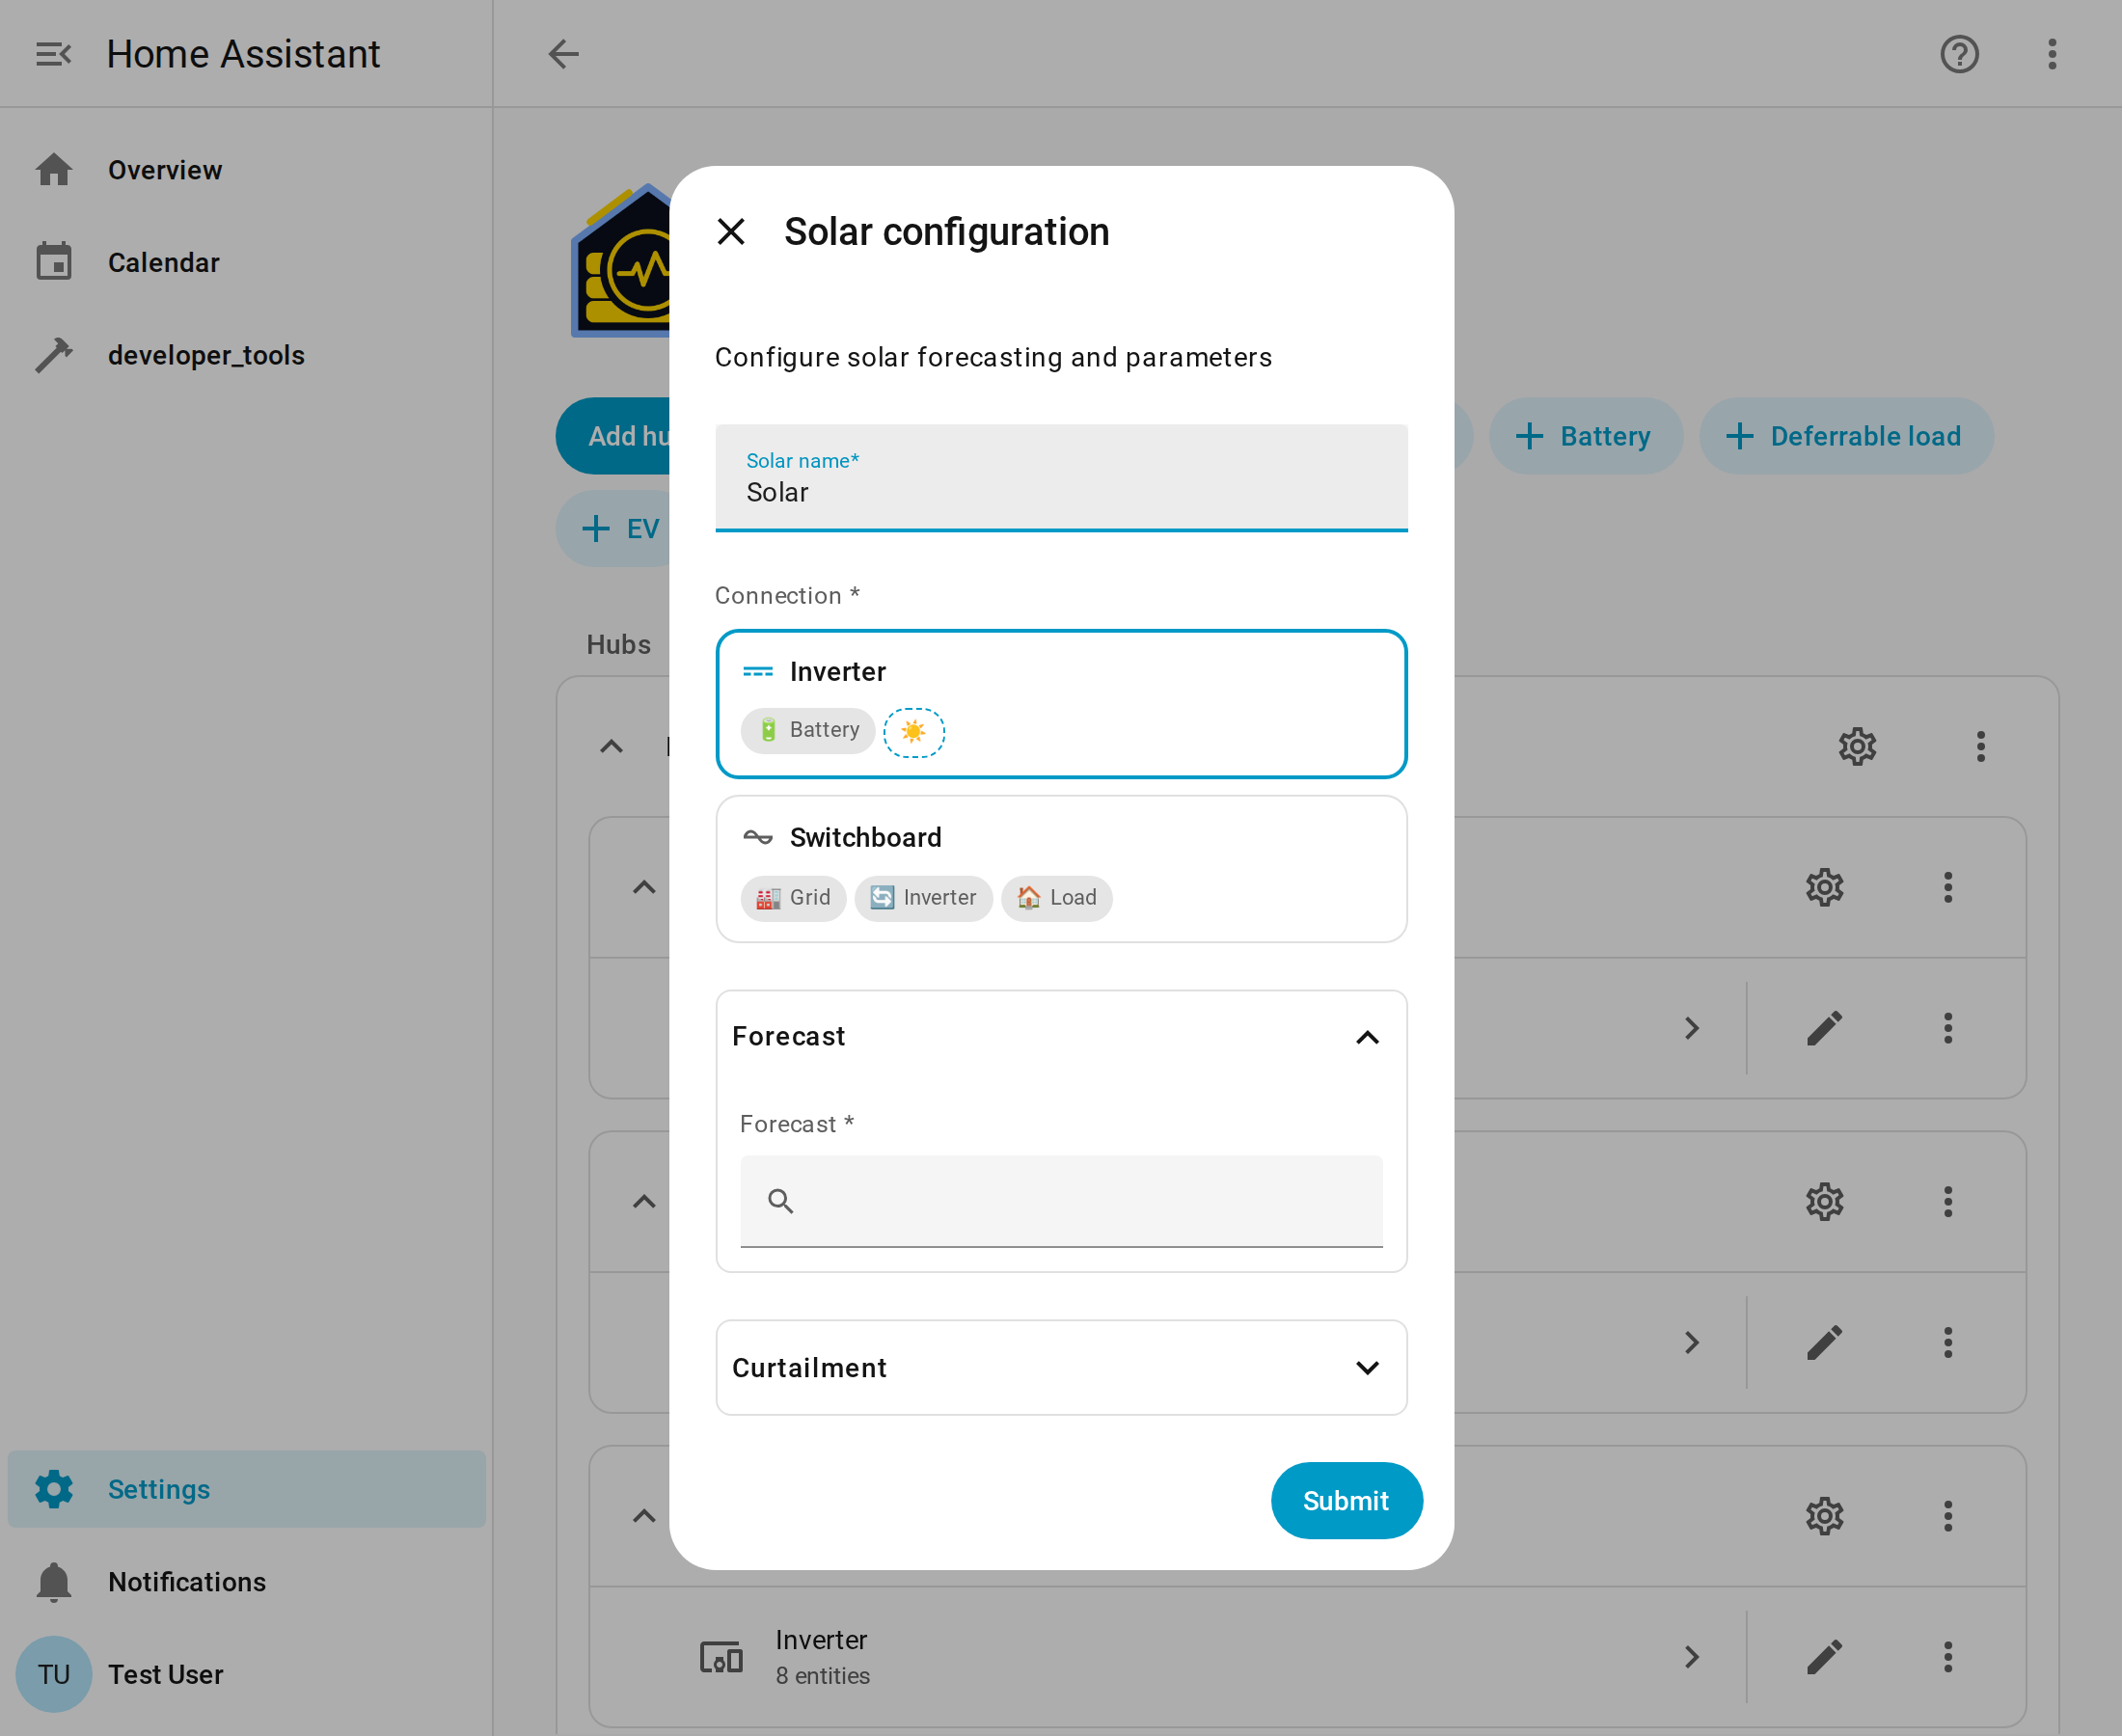 Home Assistant
Overview
Calendar
developer_tools
Settings
Notifications
TU
Test User
Add hu
Battery
Deferrable load
EV
Hubs
Solar configuration
Configure solar forecasting and parameters
Solar name*
Solar
Connection *
Inverter
Battery
Switchboard
Grid
Inverter
Load
Forecast
Forecast *
Curtailment
Submit
Inverter
8 entities